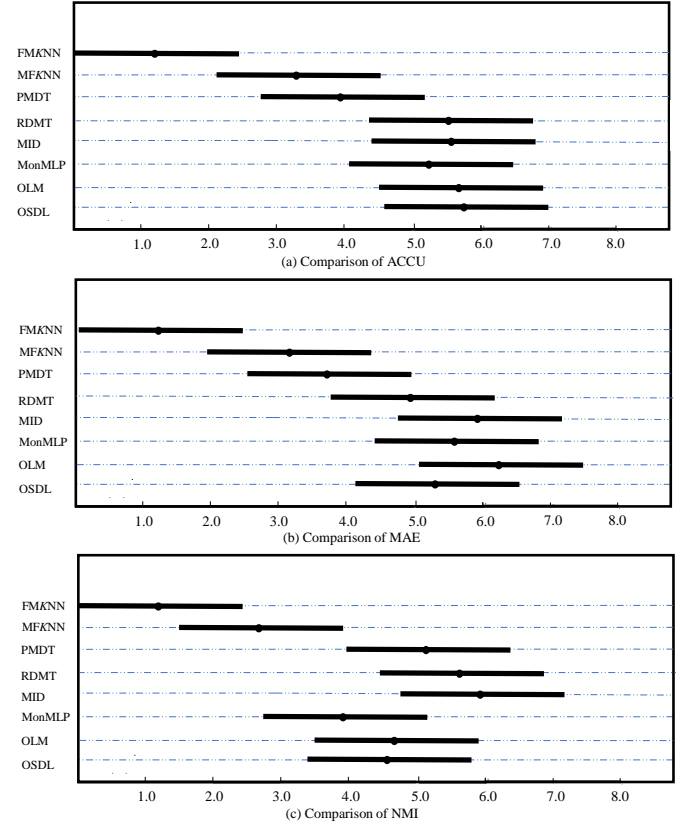 FMKNN
MFKNN
PMDT
RDMT
MID
MonMLP
OLM
OSDL
1.0 2.0 3.0 4.0 5.0 6.0 7.0 8.0
(a) Comparison of ACCU
FMKNN
MFKNN
PMDT
RDMT
MID
MonMLP
OLM
OSDL
1.0 2.0 3.0 4.0 5.0 6.0 7.0 8.0
(b) Comparison of MAE
FMKNN
MFKNN
PMDT
RDMT
MID
MonMLP
OLM
OSDL
1.0 2.0 3.0 4.0 5.0 6.0 7.0 8.0
(c) Comparison of NMI